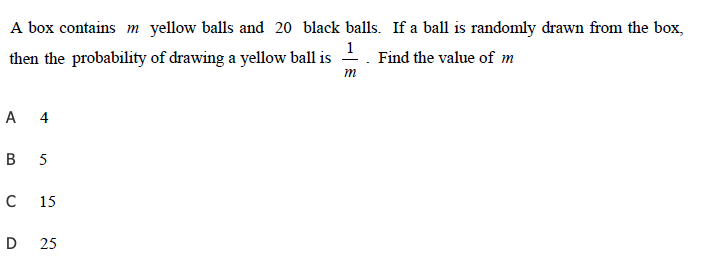 A box contains m yellow balls and 20 black balls. If a ball is randomly drawn from the box,
then the probability of drawing a yellow ball is 1/m . Find the value of m
A 4
B 5
C 15
D 25